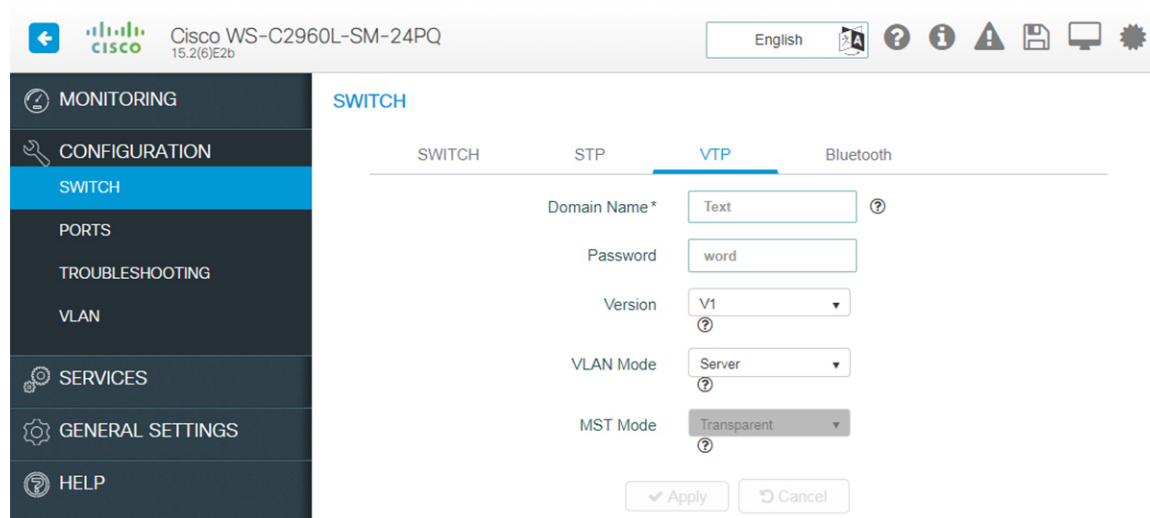 CISCO
Cisco WS-C2960L-SM-24PQ
15.2(6)E2b
English
MONITORING
CONFIGURATION
SWITCH
PORTS
TROUBLESHOOTING
VLAN
SERVICES
GENERAL SETTINGS
HELP
SWITCH
SWITCH STP VTP Bluetooth
Domain Name* Text
Password word
Version V1
VLAN Mode Server
MST Mode Transparent
Apply Cancel